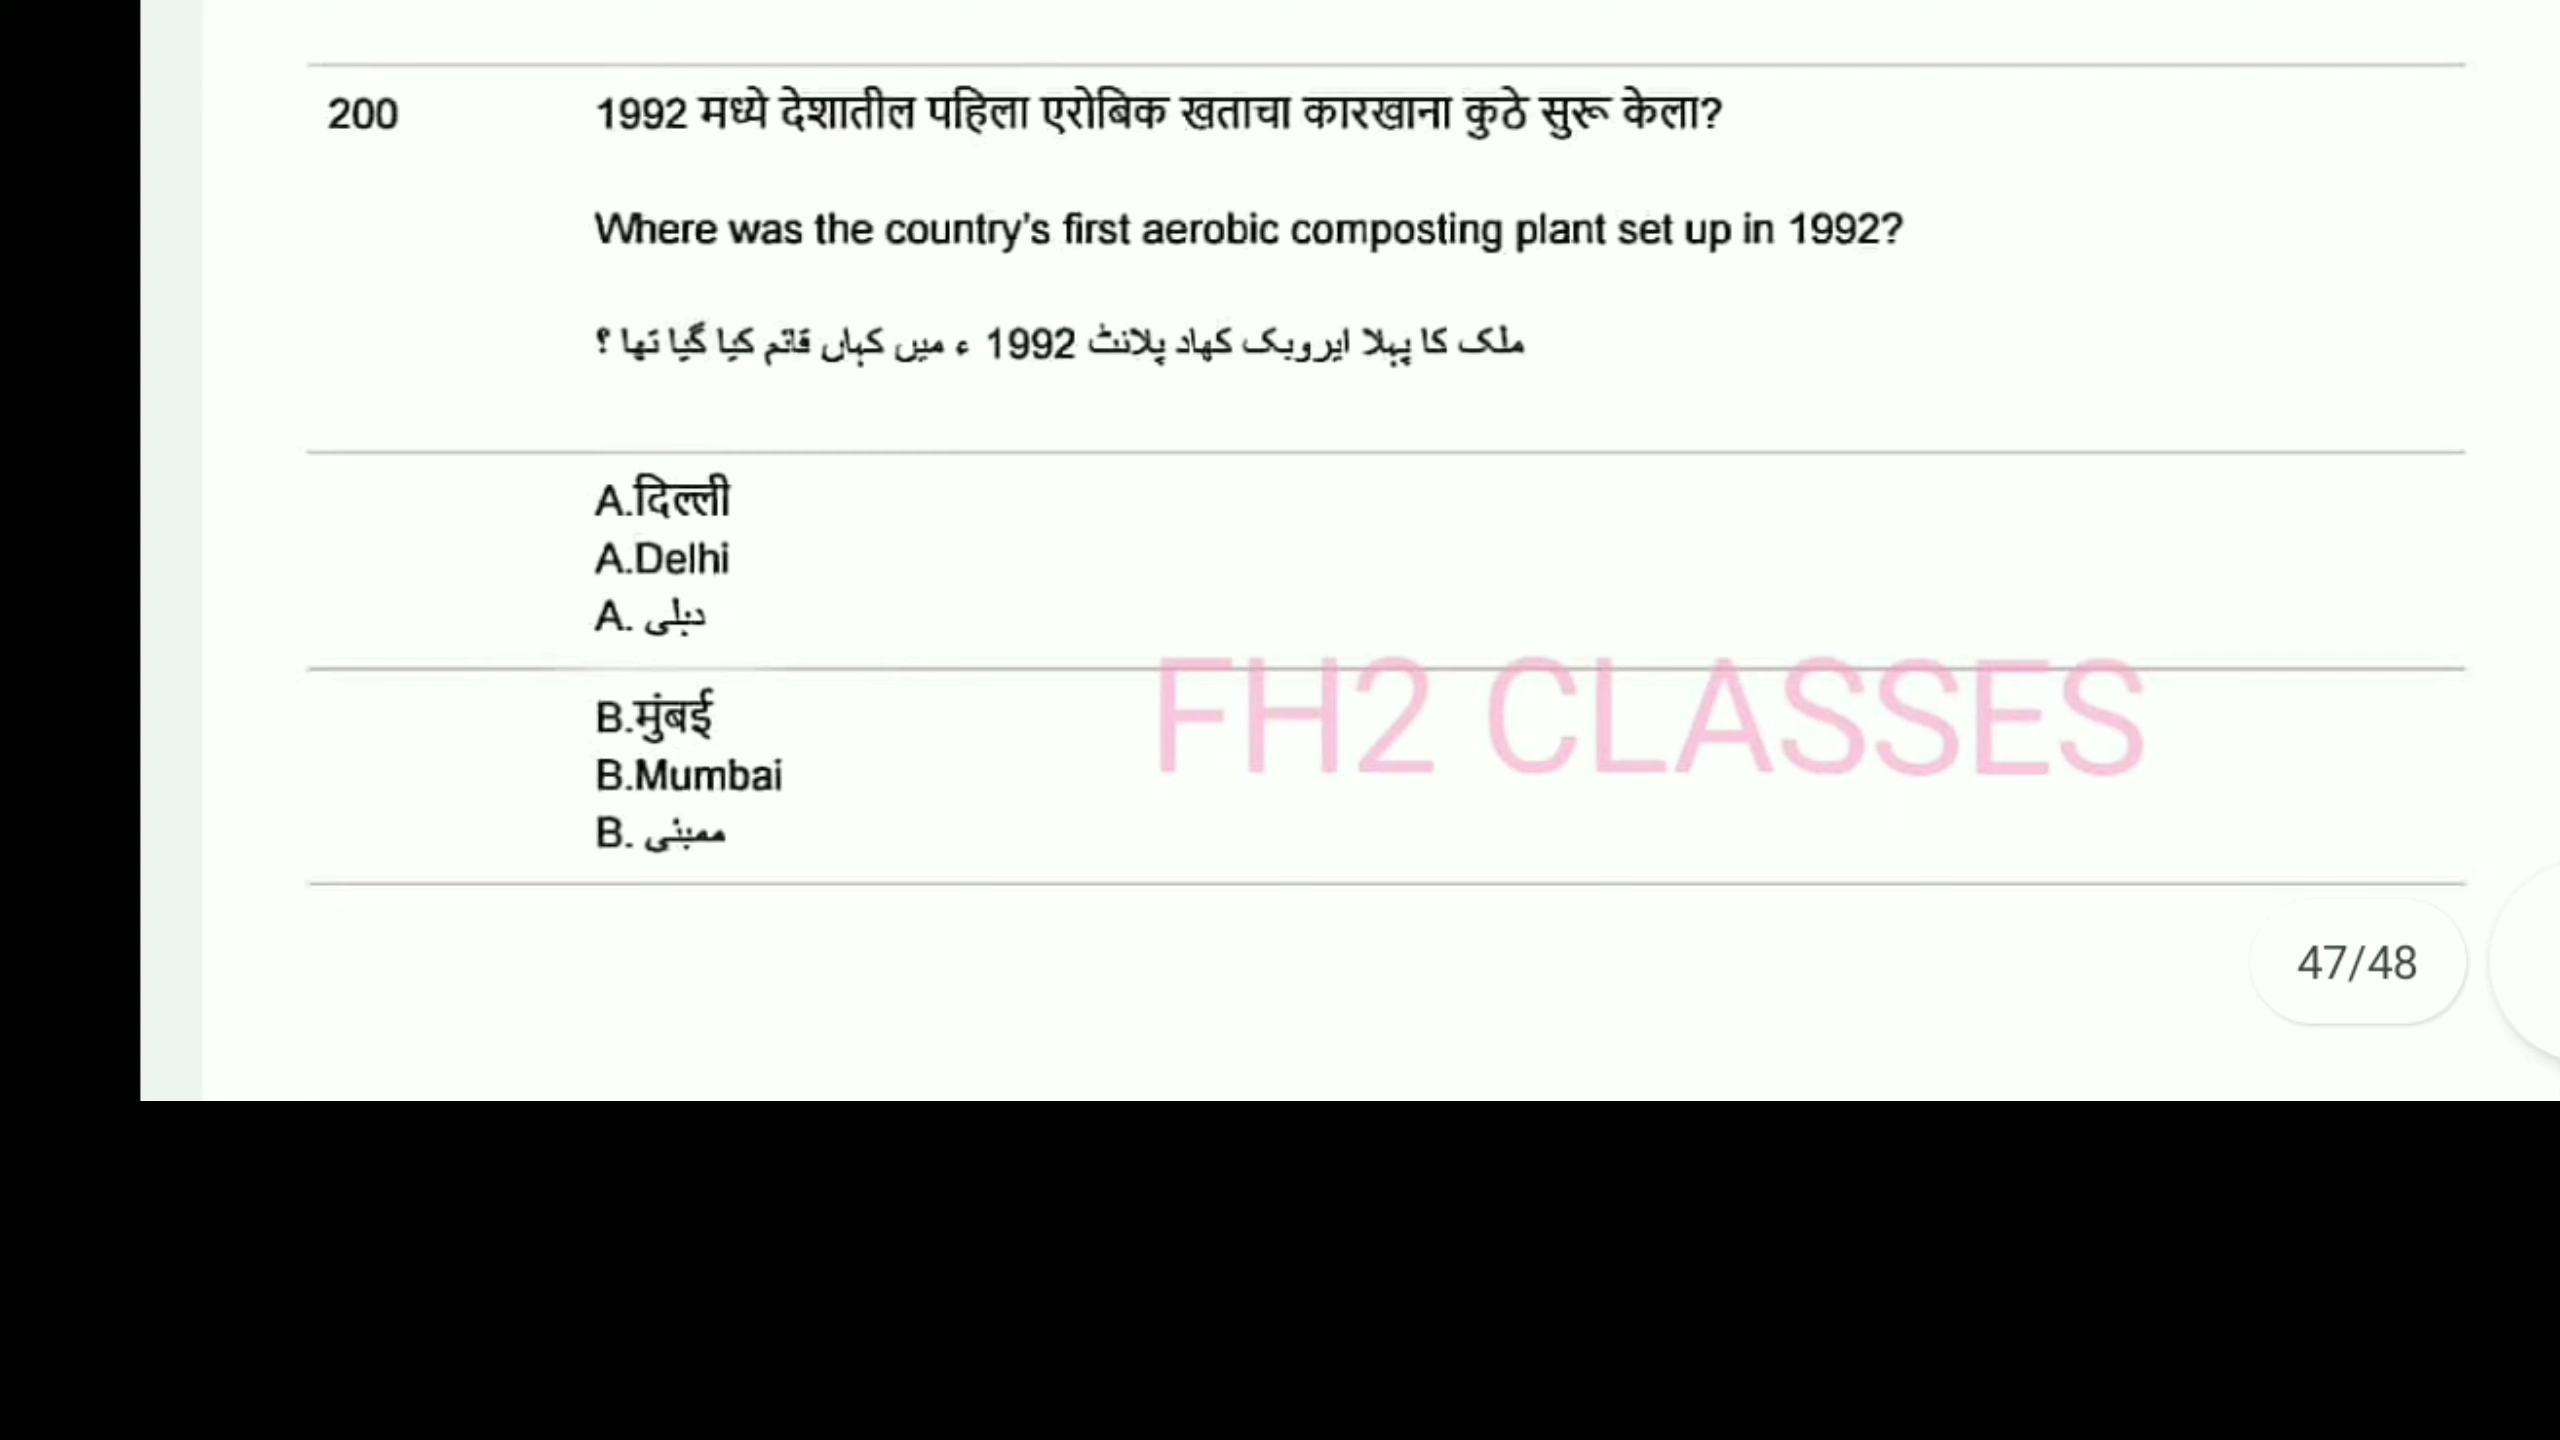 200 1992 मध्ये देशातील पहिला एरोबिक खताचा कारखाना कुठे सुरू केला?
Where was the country's first aerobic composting plant set up in 1992?
ملک کا پہلا ایروبک کھاد پلانٹ 1992 ء میں کہاں قائم کیا گیا تھا ؟
A.दिल्ली
A.Delhi
A. دہلی
B.मुंबई
B.Mumbai
B. ممبئی
FH2 CLASSES
47/48